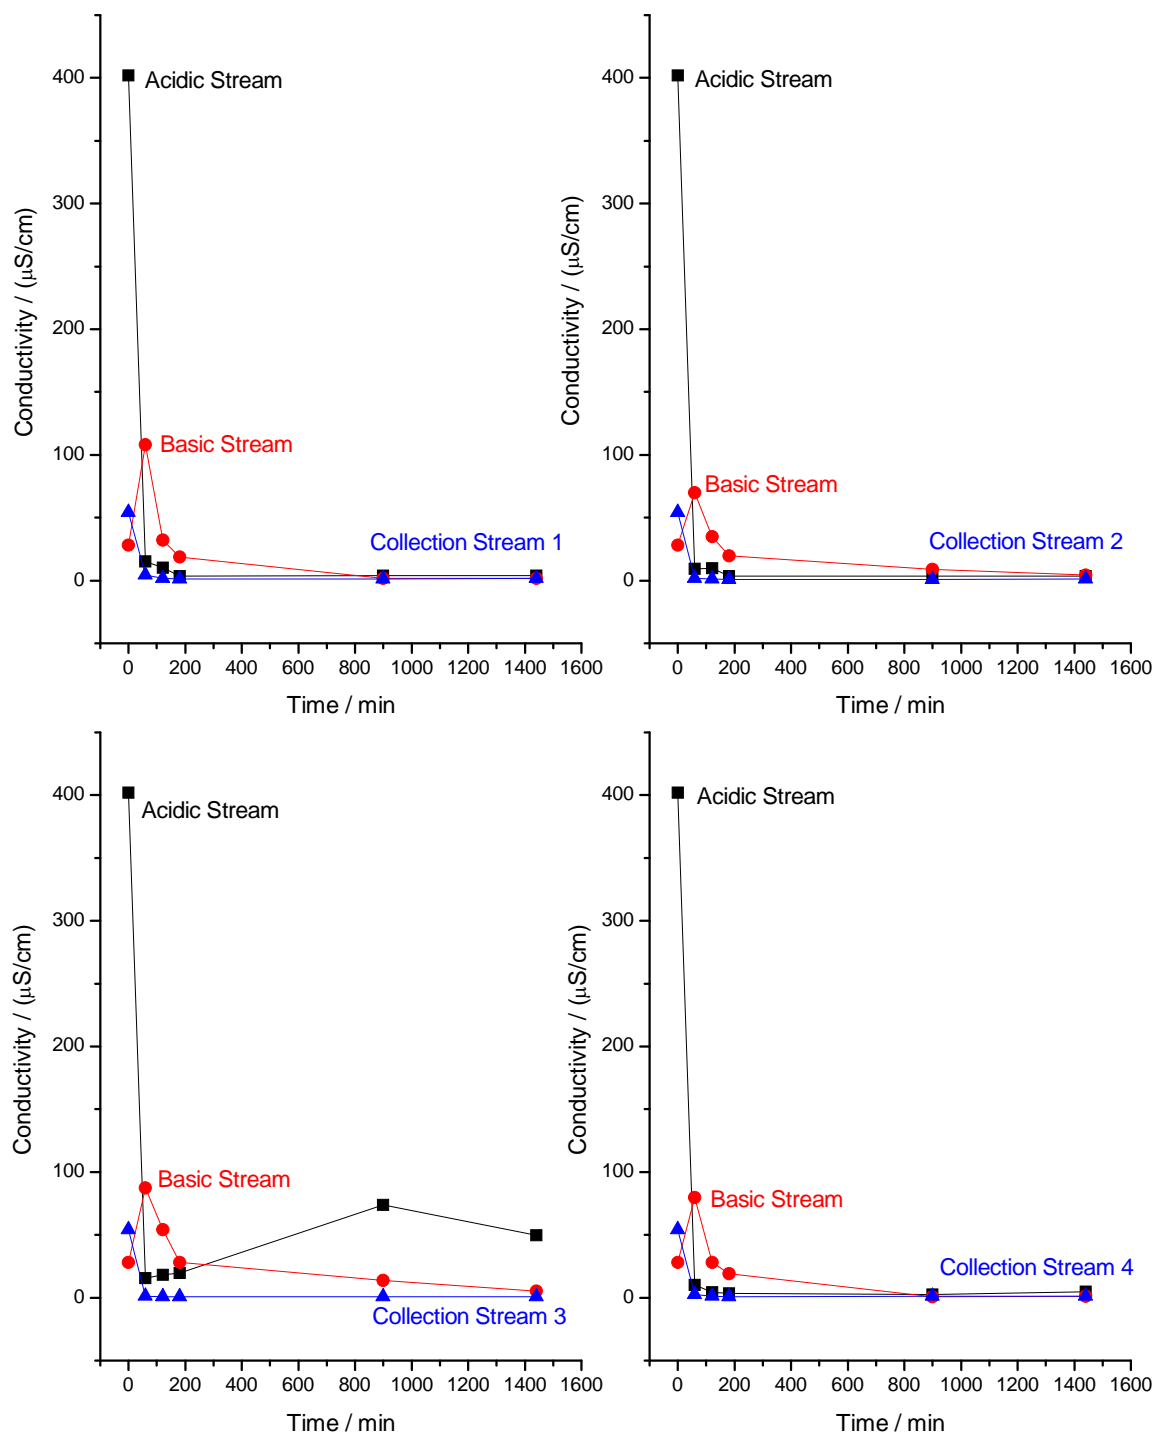 400
300
200
100
0
Conductivity / (μS/cm)
Acidic Stream
Basic Stream
Collection Stream 1
0 200 400 600 800 1000 1200 1400 1600
Time / min
400
300
200
100
0
Conductivity / (μS/cm)
Acidic Stream
Basic Stream
Collection Stream 2
0 200 400 600 800 1000 1200 1400 1600
Time / min
400
300
200
100
0
Conductivity / (μS/cm)
Acidic Stream
Basic Stream
Collection Stream 3
0 200 400 600 800 1000 1200 1400 1600
Time / min
400
300
200
100
0
Conductivity / (μS/cm)
Acidic Stream
Basic Stream
Collection Stream 4
0 200 400 600 800 1000 1200 1400 1600
Time / min